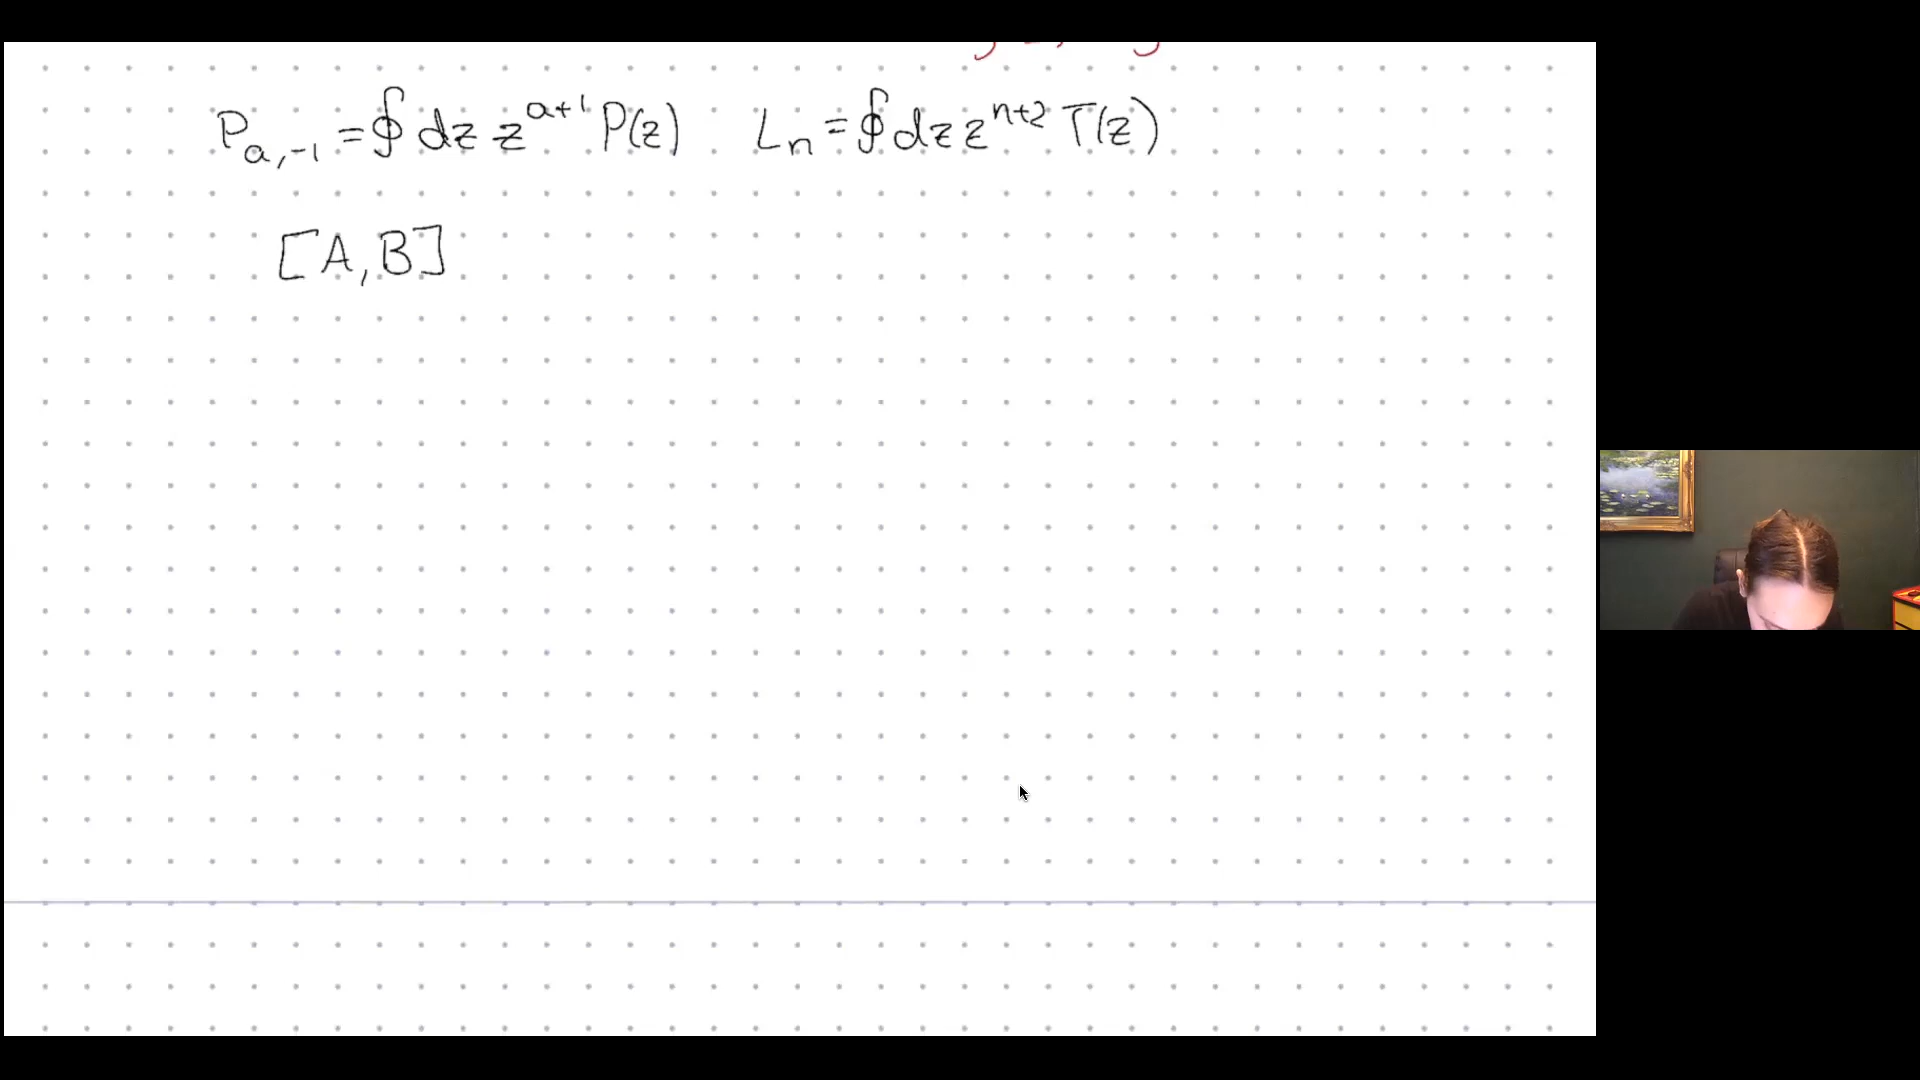 P_{a,-1} = ∮ dz z^{a+1} P(z)    L_n = ∮ dz z^{n+2} T(z)
[A, B]